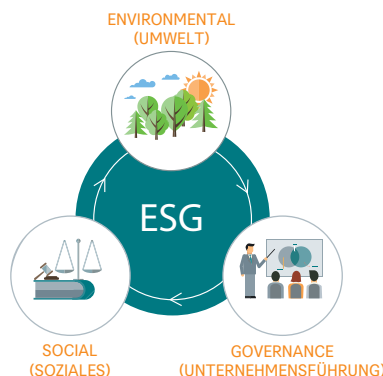 ENVIRONMENTAL
(UMWELT)
ESG
SOCIAL
(SOZIALES)
GOVERNANCE
(UNTERNEHMENSFÜHRUNG)